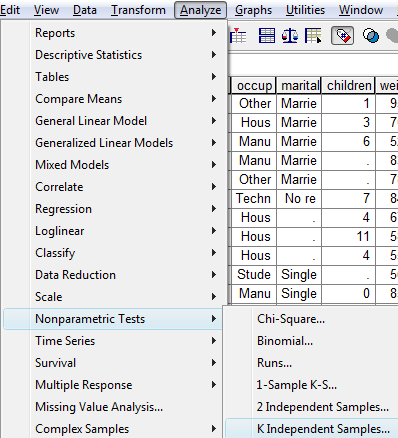 Edit View Data Transform Analyze Graphs Utilities Window
Reports
Descriptive Statistics
Tables
Compare Means
General Linear Model
Generalized Linear Models
Mixed Models
Correlate
Regression
Loglinear
Classify
Data Reduction
Scale
Nonparametric Tests
Time Series
Survival
Multiple Response
Missing Value Analysis...
Complex Samples
occup marital children wei
Other Marrie 1 9
Hous Marrie 3 7
Manu Marrie 6 5
Manu Marrie . 8
Other Marrie . 7
Techn No re 7 8
Hous . 4 6
Hous . 11 5
Hous . 4 5
Stude Single . 5
Manu Single 0 8
Chi-Square...
Binomial...
Runs...
1-Sample K-S...
2 Independent Samples...
K Independent Samples...